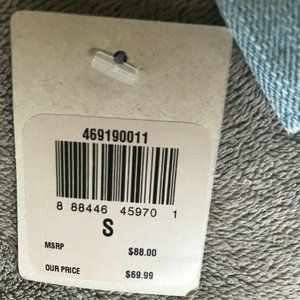 469190011
8 88446 45970 1
S
MSRP $88.00
OUR PRICE $69.99